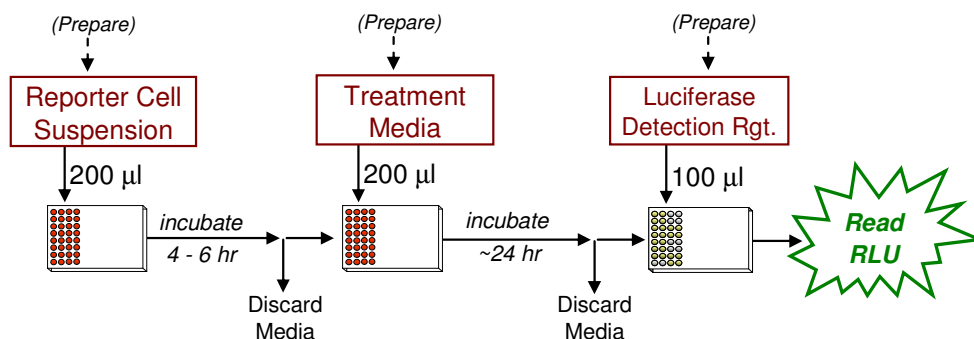 (Prepare)
(Prepare)
(Prepare)
Reporter Cell
Suspension
Treatment
Media
Luciferase
Detection Rgt.
200 µl
200 µl
100 µl
incubate
4 - 6 hr
incubate
~24 hr
Read
RLU
Discard
Media
Discard
Media